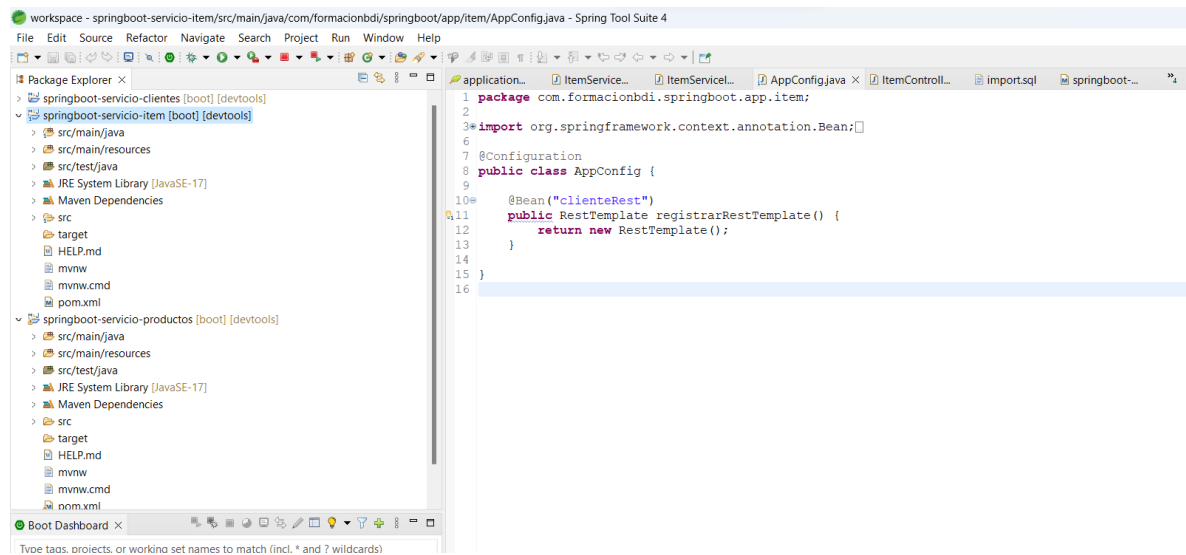 workspace - springboot-servicio-item/src/main/java/com/formacionbdi/springboot/app/item/AppConfig.java - Spring Tool Suite 4
File Edit Source Refactor Navigate Search Project Run Window Help
Package Explorer
springboot-servicio-clientes [boot] [devtools]
springboot-servicio-item [boot] [devtools]
src/main/java
src/main/resources
src/test/java
JRE System Library [JavaSE-17]
Maven Dependencies
src
target
HELP.md
mvnw
mvnw.cmd
pom.xml
springboot-servicio-productos [boot] [devtools]
src/main/java
src/main/resources
src/test/java
JRE System Library [JavaSE-17]
Maven Dependencies
src
target
HELP.md
mvnw
mvnw.cmd
pom.xml
Boot Dashboard
Type tags, projects, or working set names to match (incl. * and ? wildcards)
application... ItemService... ItemServiceI... AppConfig.java ItemControll... import.sql springboot-... »4
1 package com.formacionbdi.springboot.app.item;
2
3 import org.springframework.context.annotation.Bean;
6
7 @Configuration
8 public class AppConfig {
9
10 @Bean("clienteRest")
11 public RestTemplate registrarRestTemplate() {
12 return new RestTemplate();
13 }
14
15 }
16